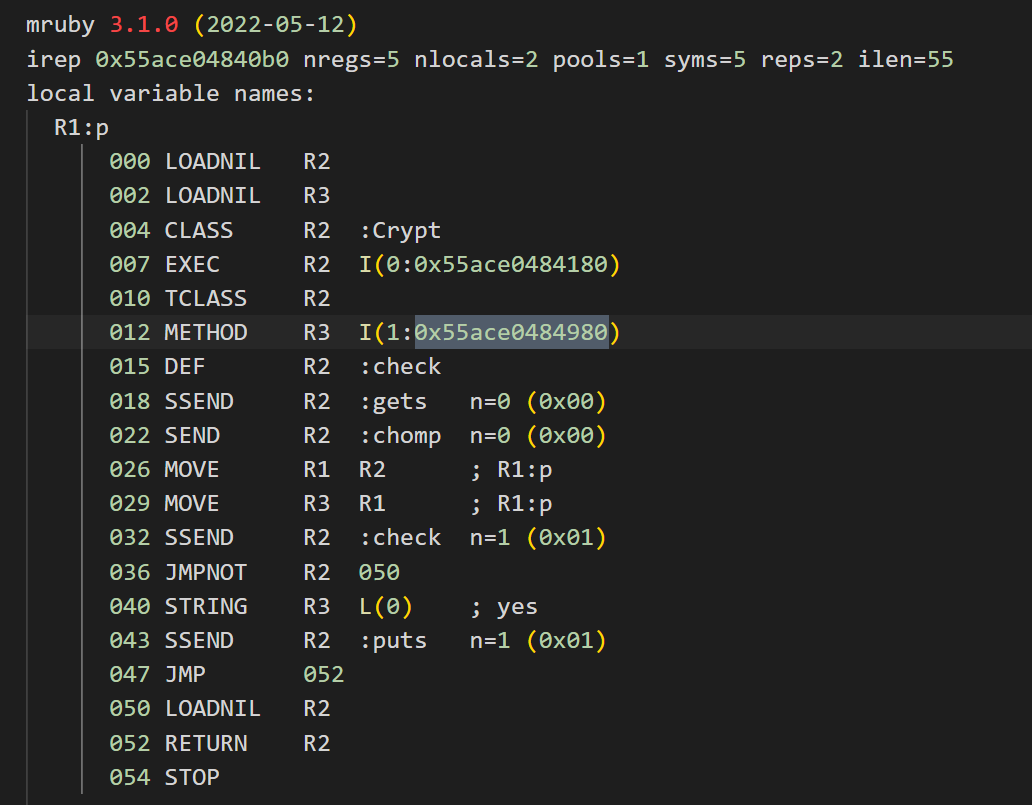 mruby 3.1.0 (2022-05-12)
irep 0x55ace04840b0 nregs=5 nlocals=2 pools=1 syms=5 reps=2 ilen=55
local variable names:
  R1:p
      000 LOADNIL   R2
      002 LOADNIL   R3
      004 CLASS     R2  :Crypt
      007 EXEC      R2  I(0:0x55ace0484180)
      010 TCLASS    R2
      012 METHOD    R3  I(1:0x55ace0484980)
      015 DEF       R2  :check
      018 SSEND     R2  :gets   n=0 (0x00)
      022 SEND      R2  :chomp  n=0 (0x00)
      026 MOVE      R1  R2      ; R1:p
      029 MOVE      R3  R1      ; R1:p
      032 SSEND     R2  :check  n=1 (0x01)
      036 JMPNOT    R2  050
      040 STRING    R3  L(0)    ; yes
      043 SSEND     R2  :puts   n=1 (0x01)
      047 JMP       052
      050 LOADNIL   R2
      052 RETURN    R2
      054 STOP